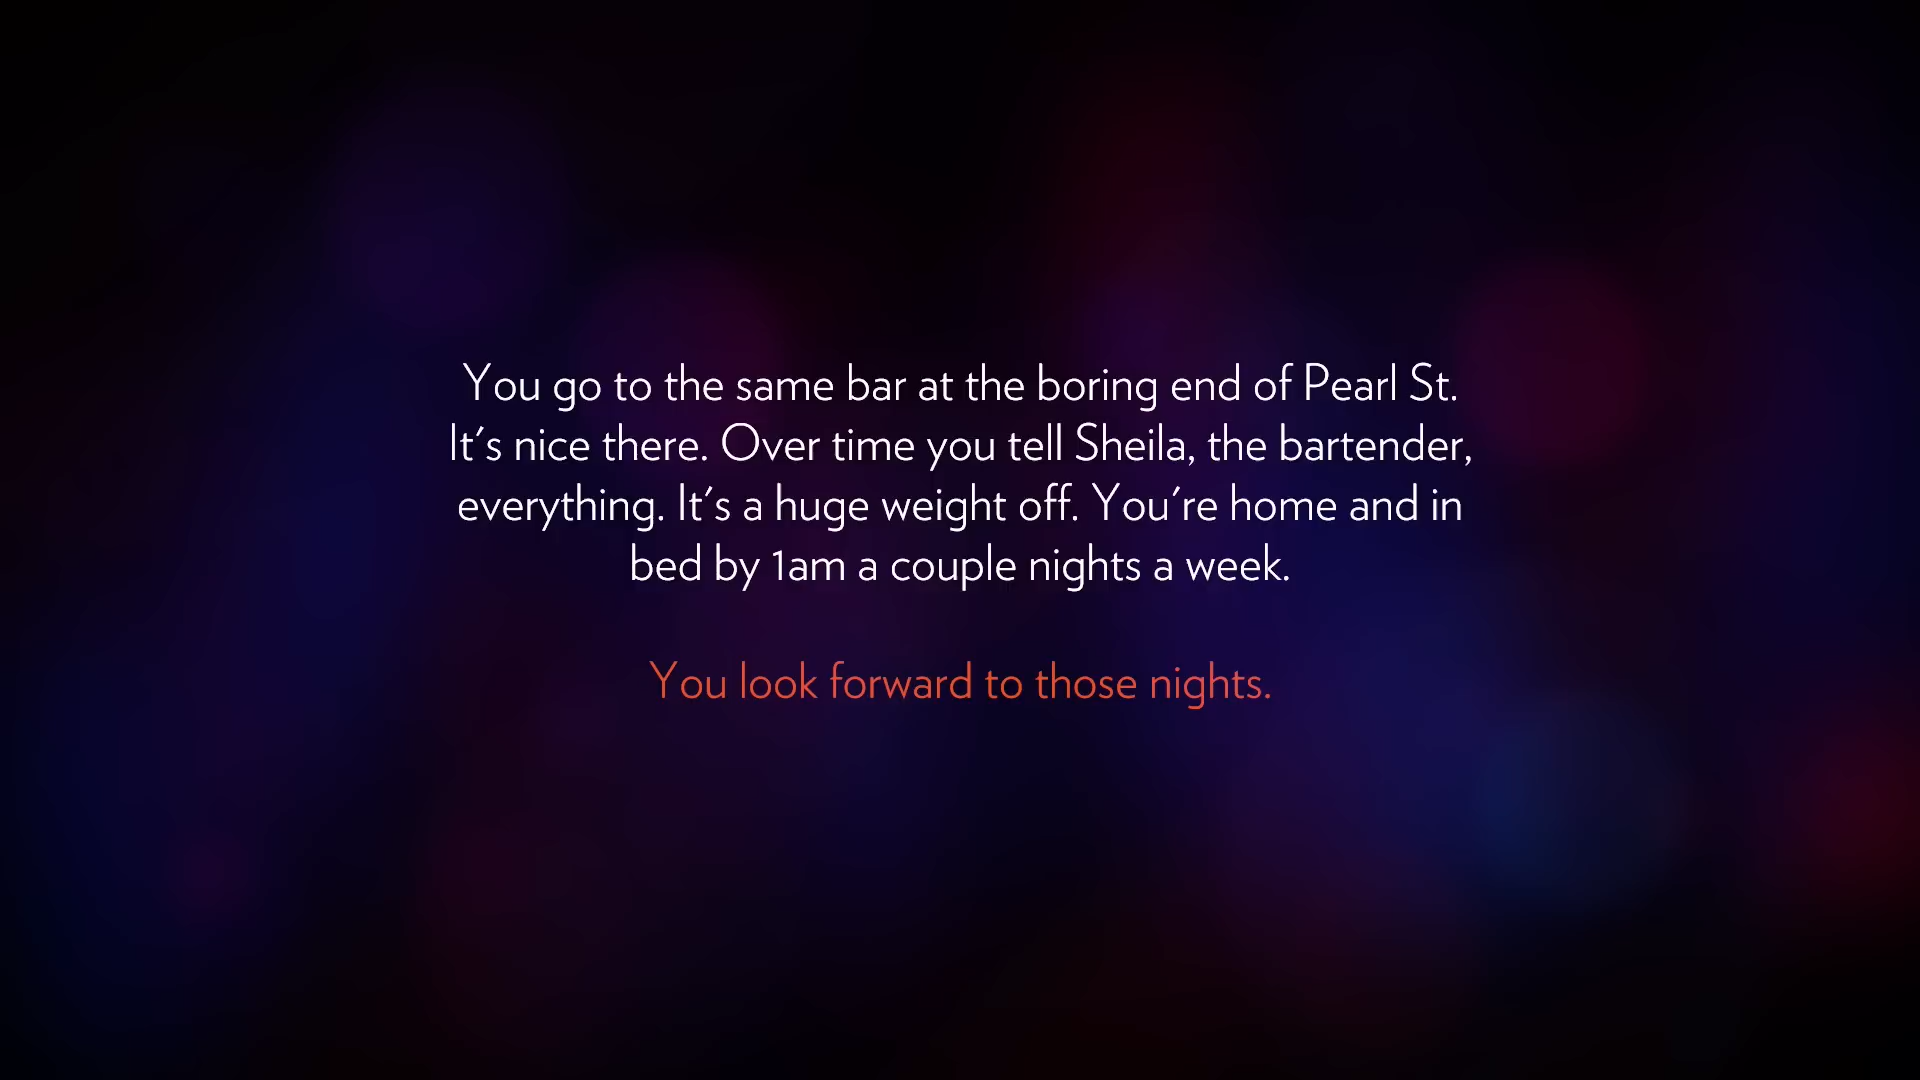 You go to the same bar at the boring end of Pearl St.
It's nice there. Over time you tell Sheila, the bartender,
everything. It's a huge weight off. You're home and in
bed by 1am a couple nights a week.
You look forward to those nights.